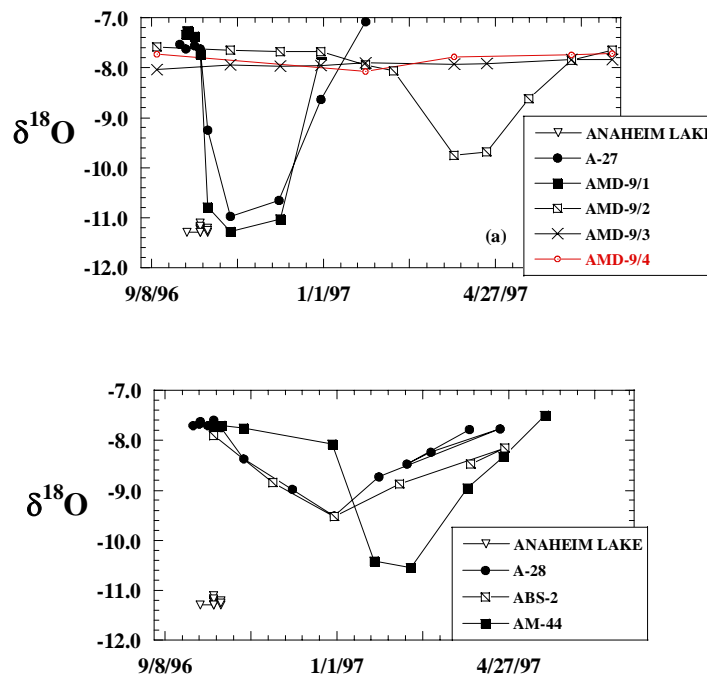 -7.0
-8.0
-9.0
-10.0
-11.0
-12.0
δ18O
9/8/96 1/1/97 4/27/97
(a)
ANAHEIM LAKE
A-27
AMD-9/1
AMD-9/2
AMD-9/3
AMD-9/4
-7.0
-8.0
-9.0
-10.0
-11.0
-12.0
δ18O
9/8/96 1/1/97 4/27/97
ANAHEIM LAKE
A-28
ABS-2
AM-44